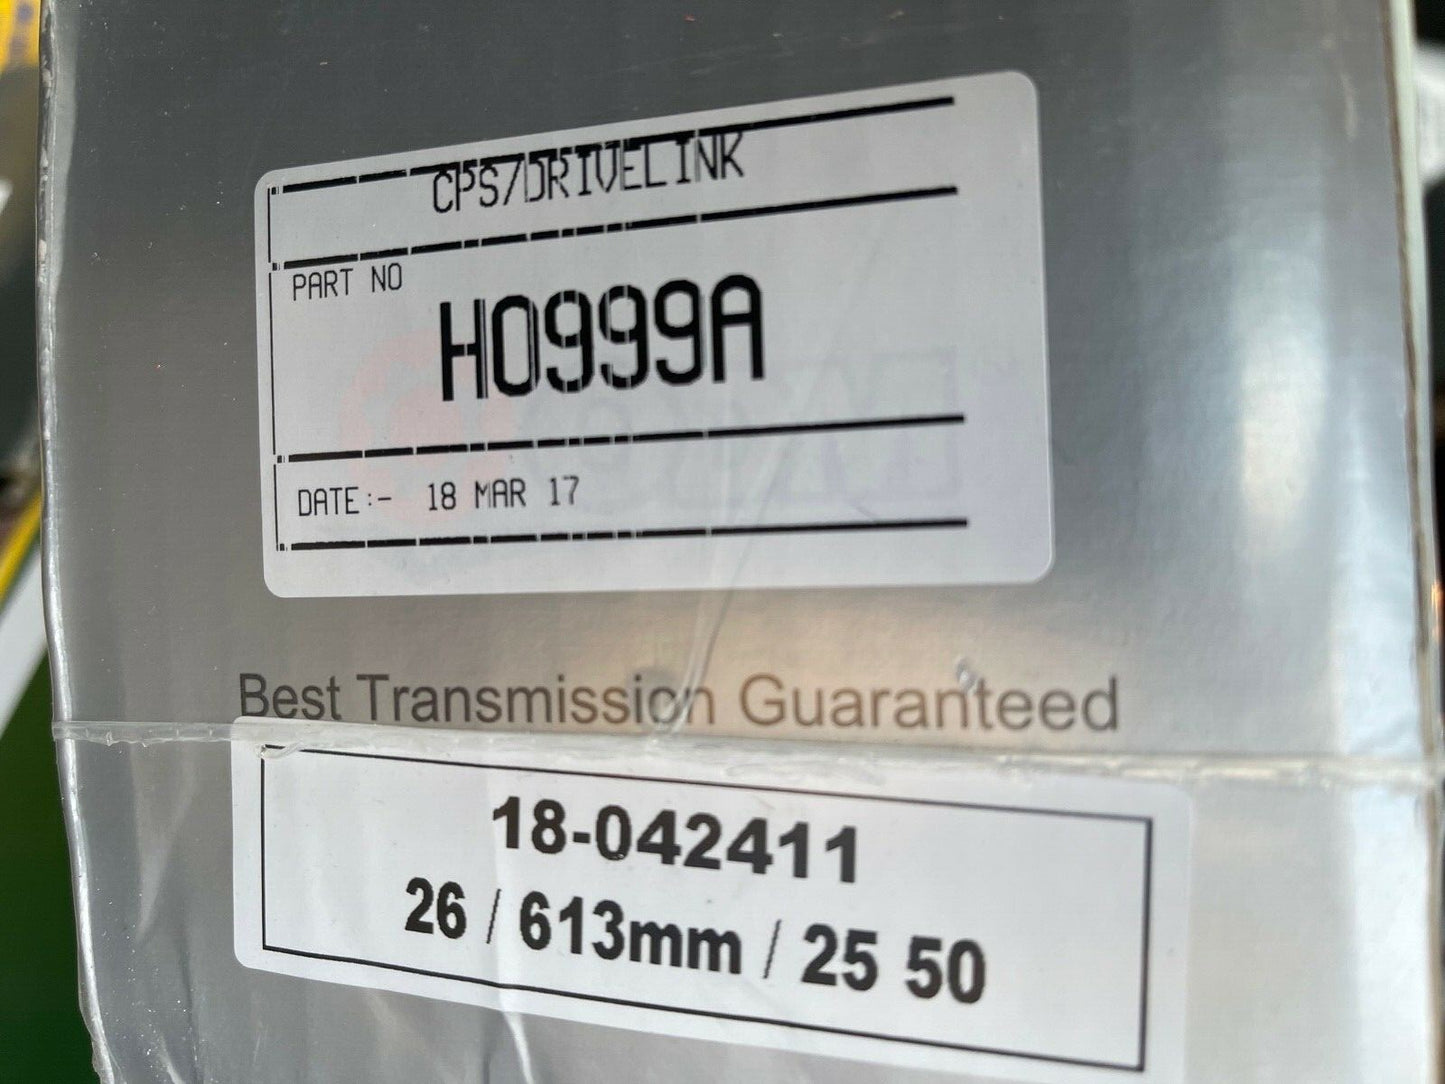 CPS/DRIVELINK
PART NO
H0999A
DATE:- 18 MAR 17
Best Transmission Guaranteed
18-042411
26 / 613mm / 25 50